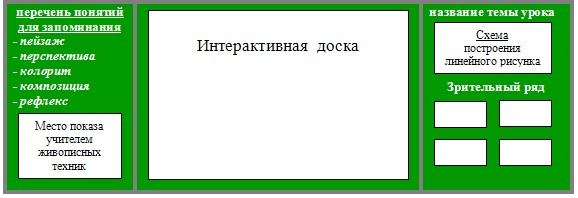 перечень понятий
для запоминания
- пейзаж
- перспектива
- колорит
- композиция
- рефлекс
Место показа
учителем
живописных
техник
Интерактивная доска
название темы урока
Схема
построения
линейного рисунка
Зрительный ряд